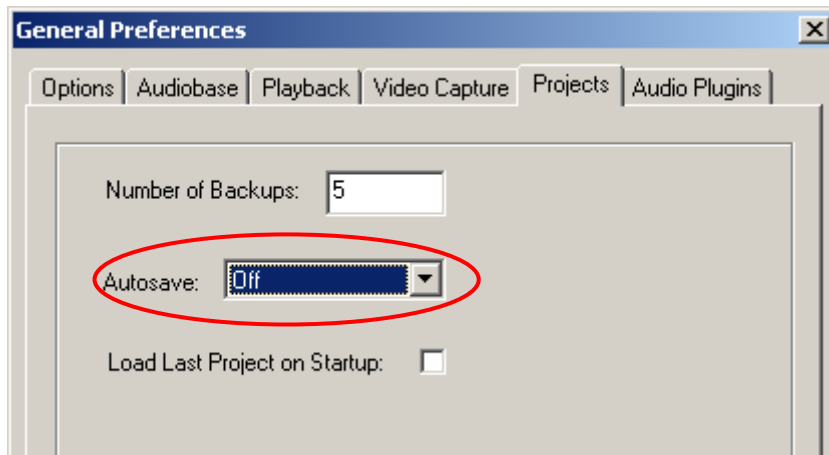 General Preferences
Options Audiobase Playback Video Capture Projects Audio Plugins
Number of Backups: 5
Autosave: Off
Load Last Project on Startup: